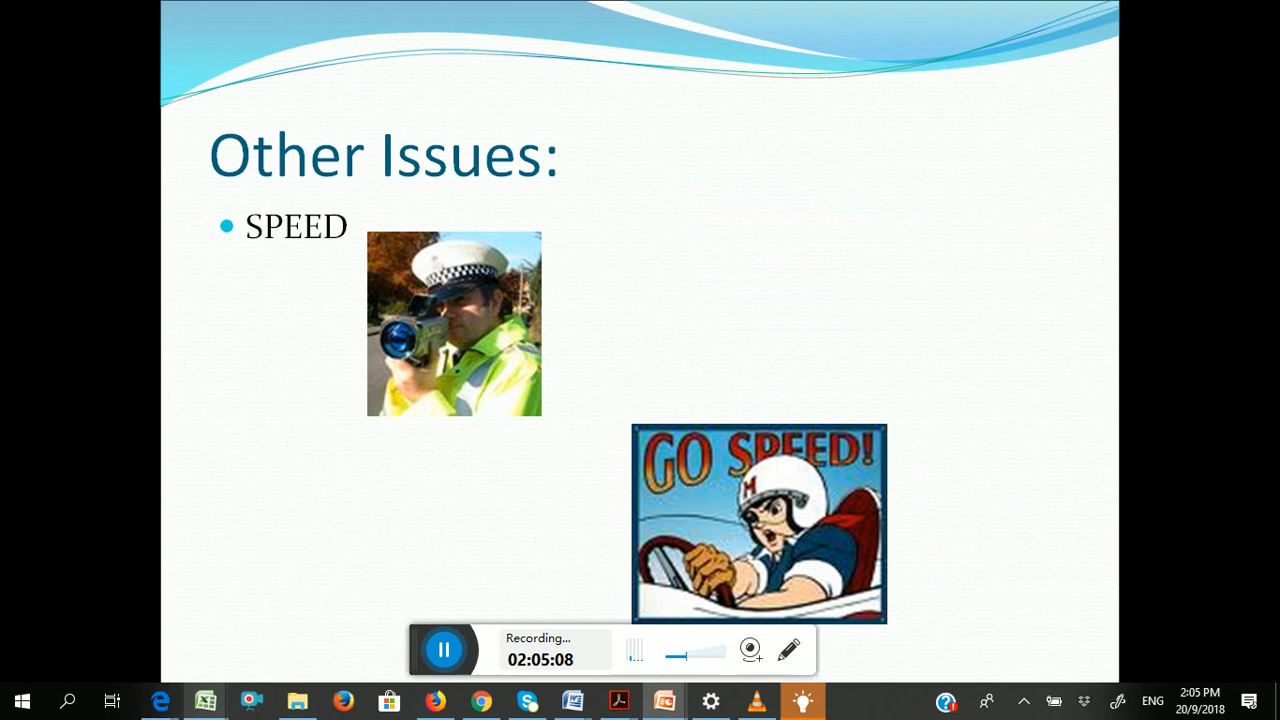 Other Issues:
SPEED
GO SPEED!
M
Recording...
02:05:08
ENG
2:05 PM
20/9/2018